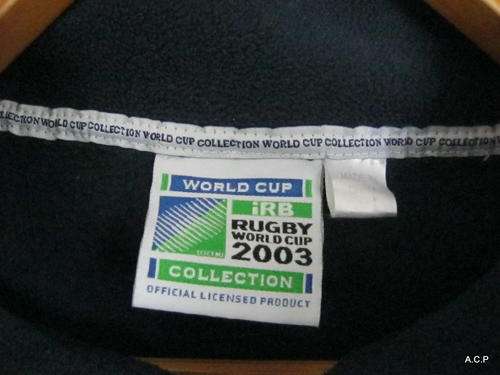 COLLECTION WORLD CUP COLLECTION WORLD CUP COLLECTION WORLD CUP COLLECTION WORLD CUP COLLECTION
WORLD CUP
iRB
RUGBY
WORLD CUP
2003
COLLECTION
OFFICIAL LICENSED PRODUCT
A.C.P